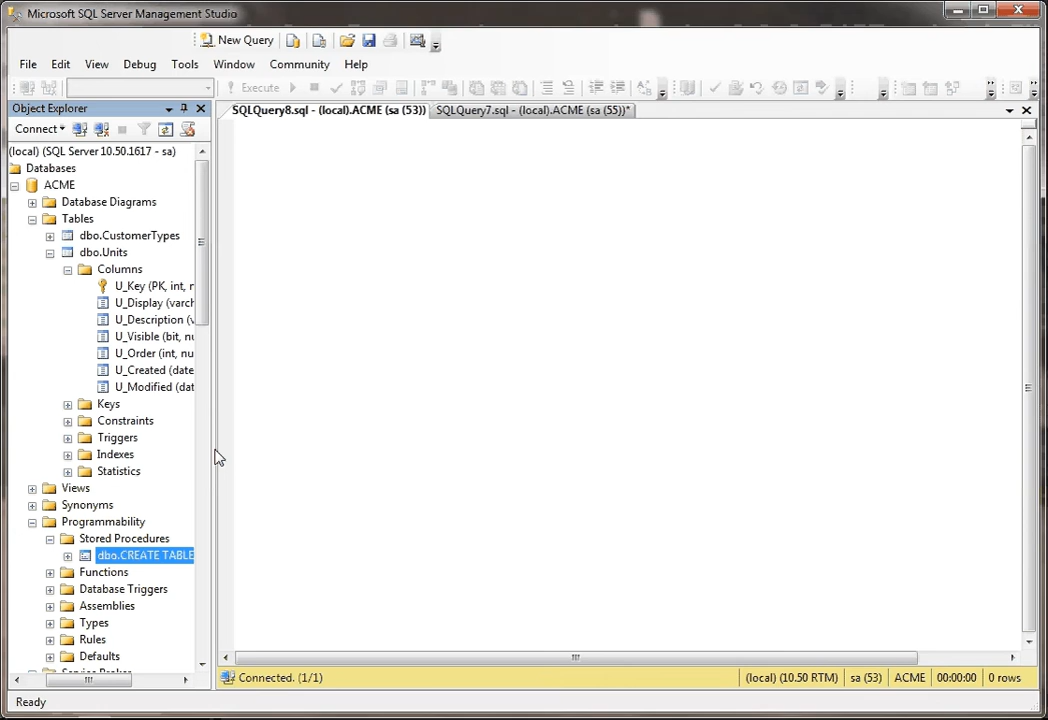 Microsoft SQL Server Management Studio
New Query
File Edit View Debug Tools Window Community Help
Execute
Object Explorer
SQLQuery8.sql - (local).ACME (sa (53))
SQLQuery7.sql - (local).ACME (sa (55))*
Connect
(local) (SQL Server 10.50.1617 - sa)
Databases
ACME
Database Diagrams
Tables
dbo.CustomerTypes
dbo.Units
Columns
U_Key (PK, int, n
U_Display (varch
U_Description (v
U_Visible (bit, nu
U_Order (int, nu
U_Created (date
U_Modified (dat
Keys
Constraints
Triggers
Indexes
Statistics
Views
Synonyms
Programmability
Stored Procedures
dbo.CREATE TABLE
Functions
Database Triggers
Assemblies
Types
Rules
Defaults
Service Broker
Connected. (1/1)
(local) (10.50 RTM)
sa (53)
ACME
00:00:00
0 rows
Ready